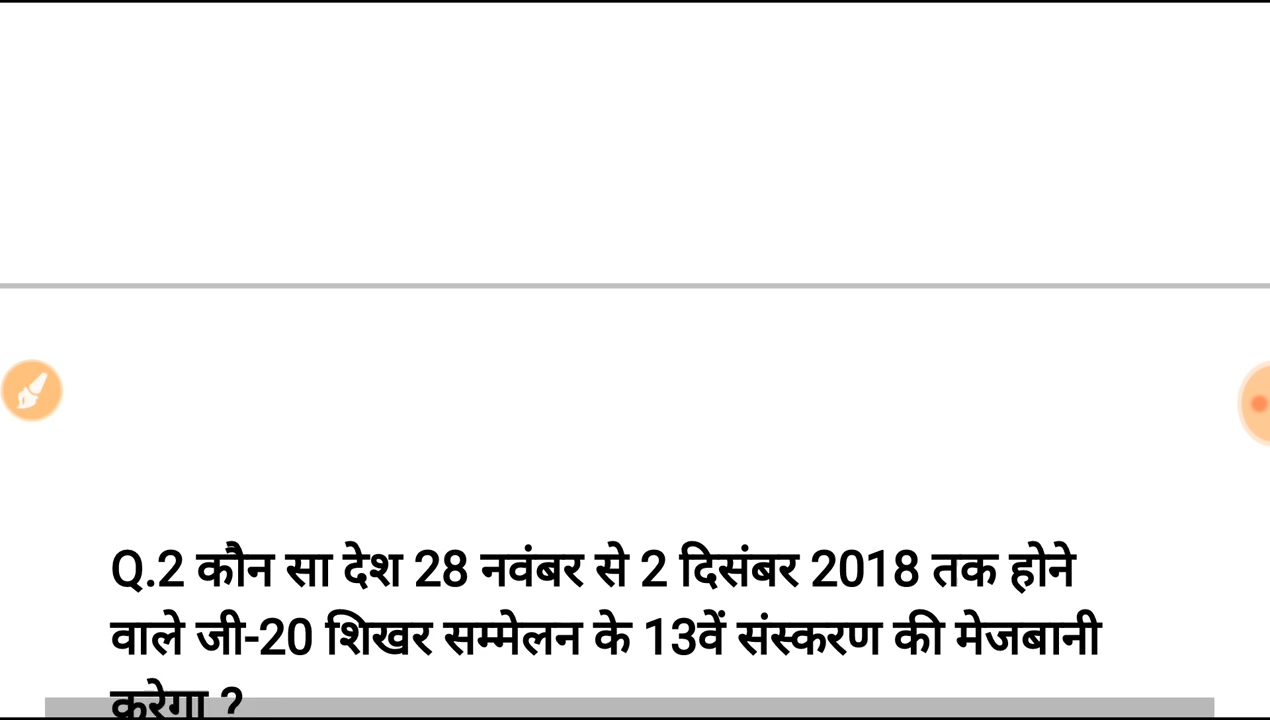 Q.2 कौन सा देश 28 नवंबर से 2 दिसंबर 2018 तक होने
वाले जी-20 शिखर सम्मेलन के 13वें संस्करण की मेजबानी
करेगा ?